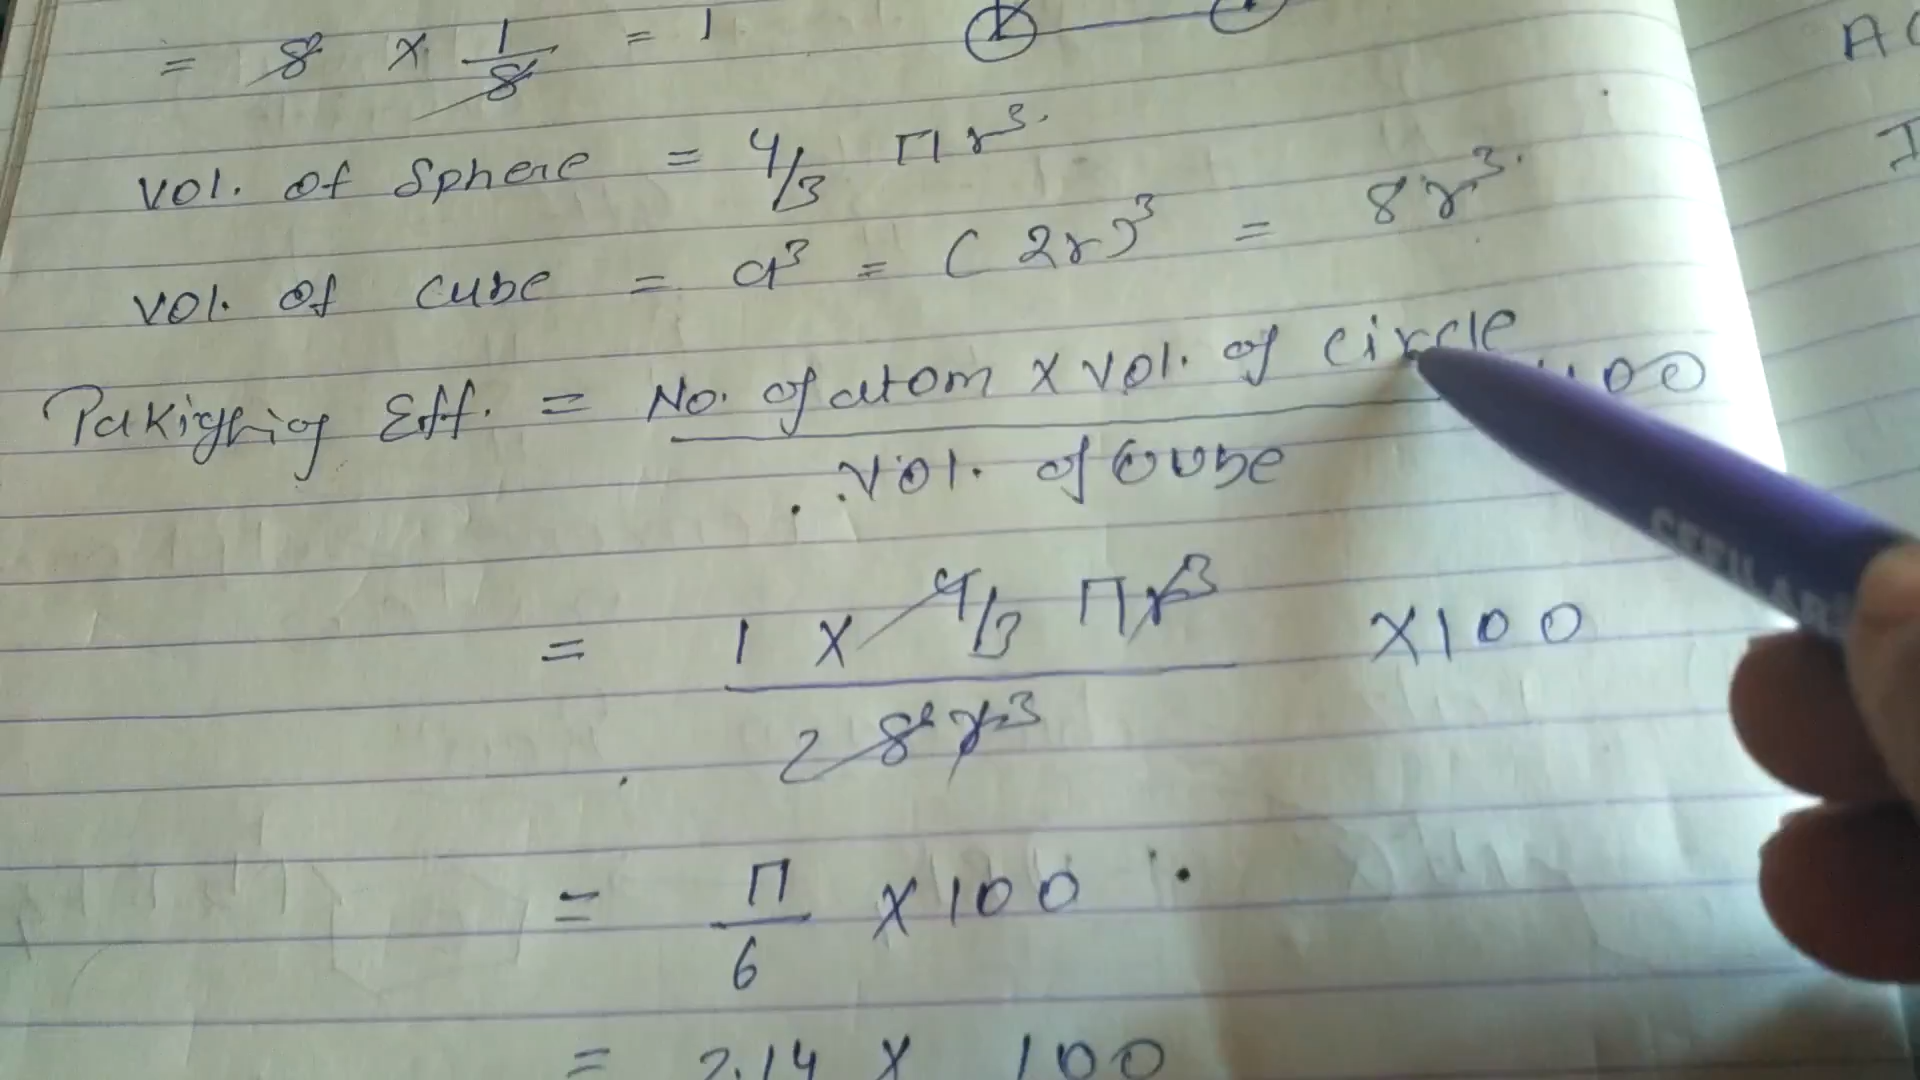 = 8 × 1/8 = 1
Vol. of Sphere = 4/3 πr³.
Vol. of cube = a³ = (2r)³ = 8r³.
Eff. = No. of atom × Vol. of circle ×100
Vol. of Cube
= 1 × 4/3 πr³ ×100
2 8r³
= π/6 ×100
= 3.14 × 100